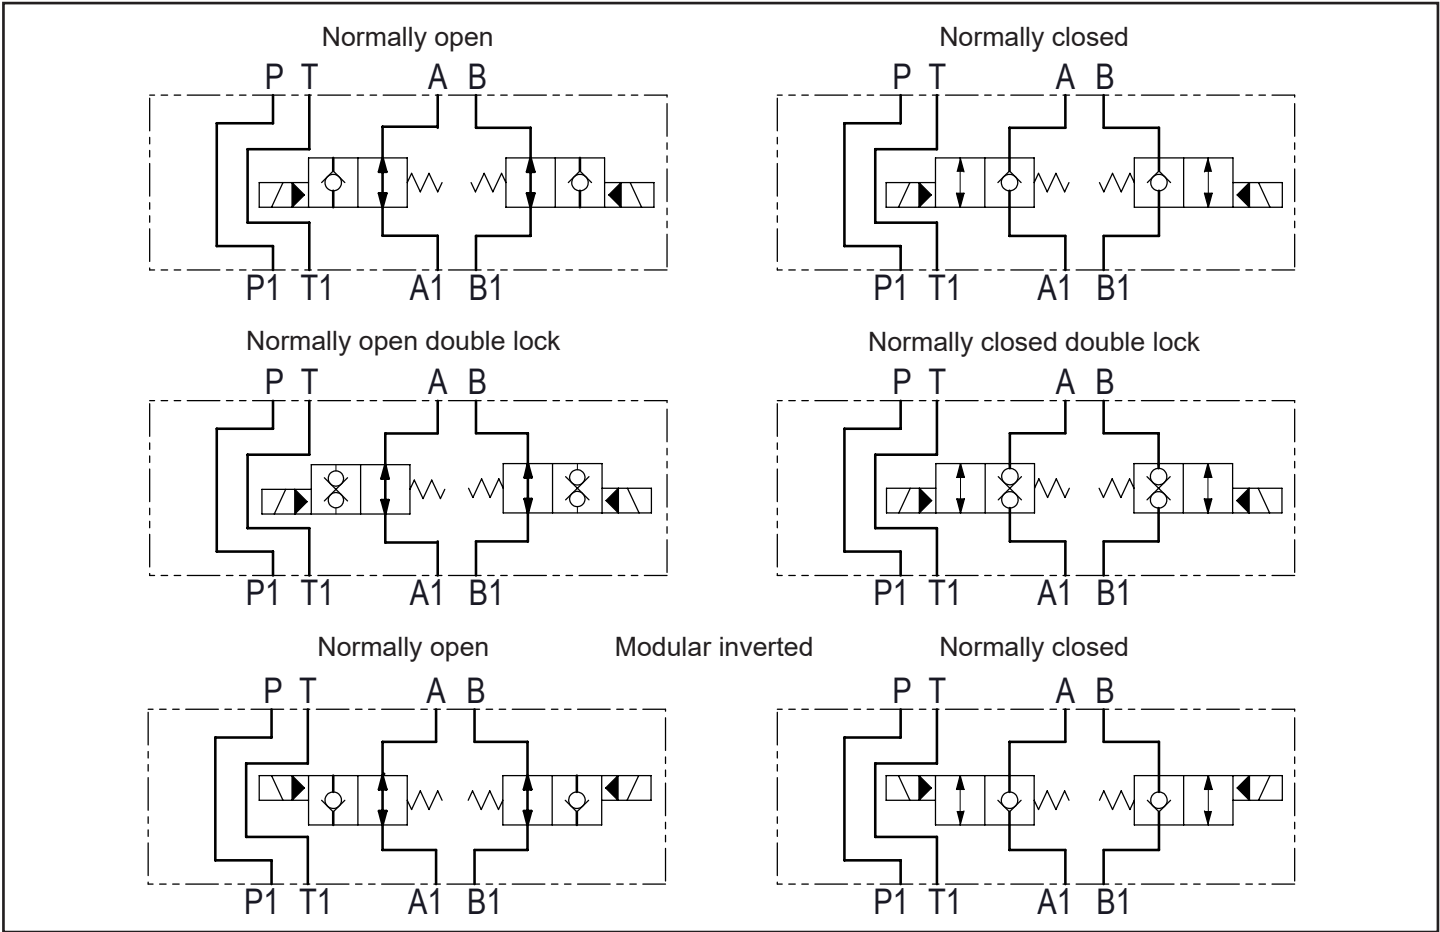 Normally open Normally closed
P T A B P T A B
P1 T1 A1 B1 P1 T1 A1 B1
Normally open double lock Normally closed double lock
P T A B P T A B
P1 T1 A1 B1 P1 T1 A1 B1
Normally open Modular inverted Normally closed
P T A B P T A B
P1 T1 A1 B1 P1 T1 A1 B1